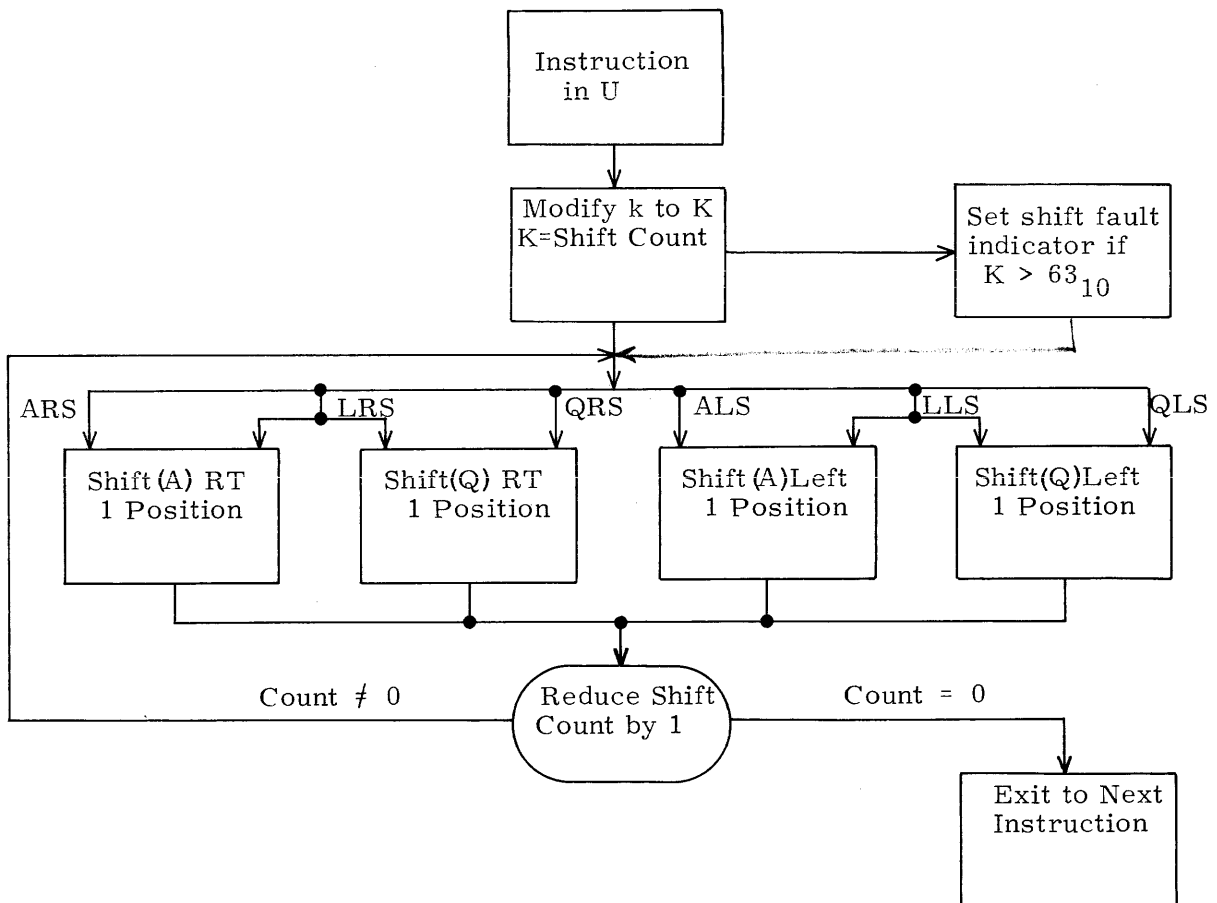 Instruction
in U
Modify k to K
K=Shift Count
Set shift fault
indicator if
K > 63₁₀
ARS
LRS
QRS
ALS
LLS
QLS
Shift (A) RT
1 Position
Shift(Q) RT
1 Position
Shift (A)Left
1 Position
Shift(Q)Left
1 Position
Count ≠ 0
Reduce Shift
Count by 1
Count = 0
Exit to Next
Instruction